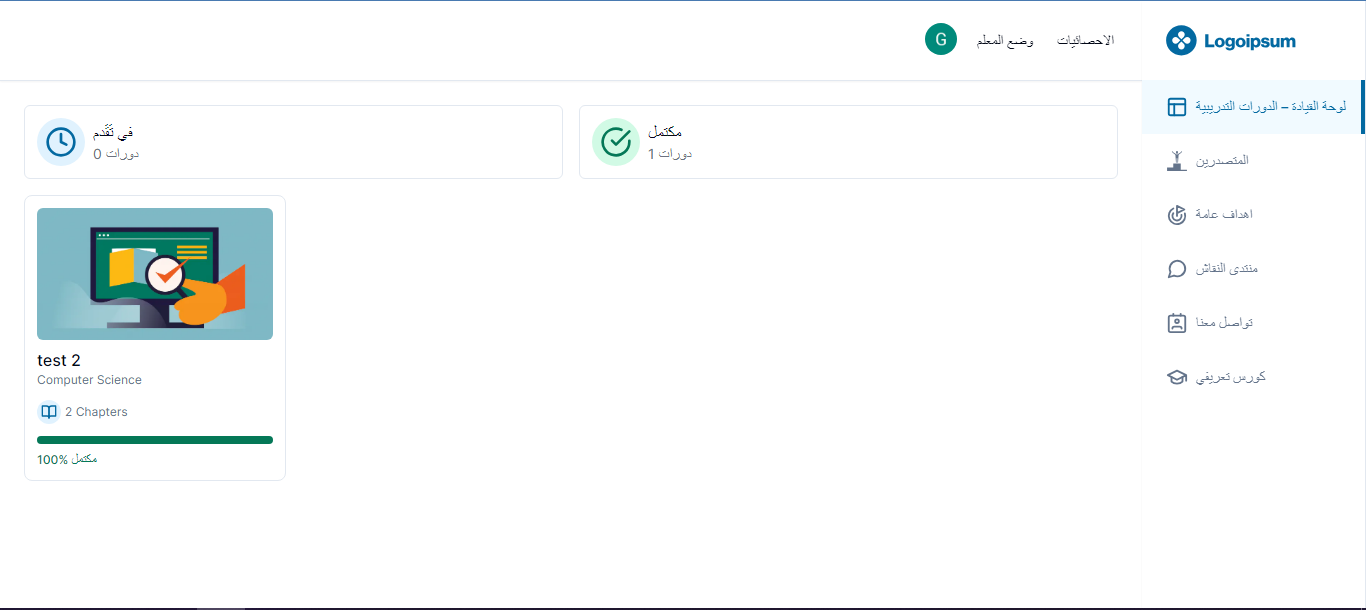 Logoipsum
الاحصائيات
وضع المعلم
G
لوحة القيادة – الدورات التدريبية
المتصدرين
اهداف عامة
منتدى النقاش
تواصل معنا
كورس تعريفي
مكتمل
1 دورات
في تَقَدم
0 دورات
test 2
Computer Science
2 Chapters
100% مكتمل